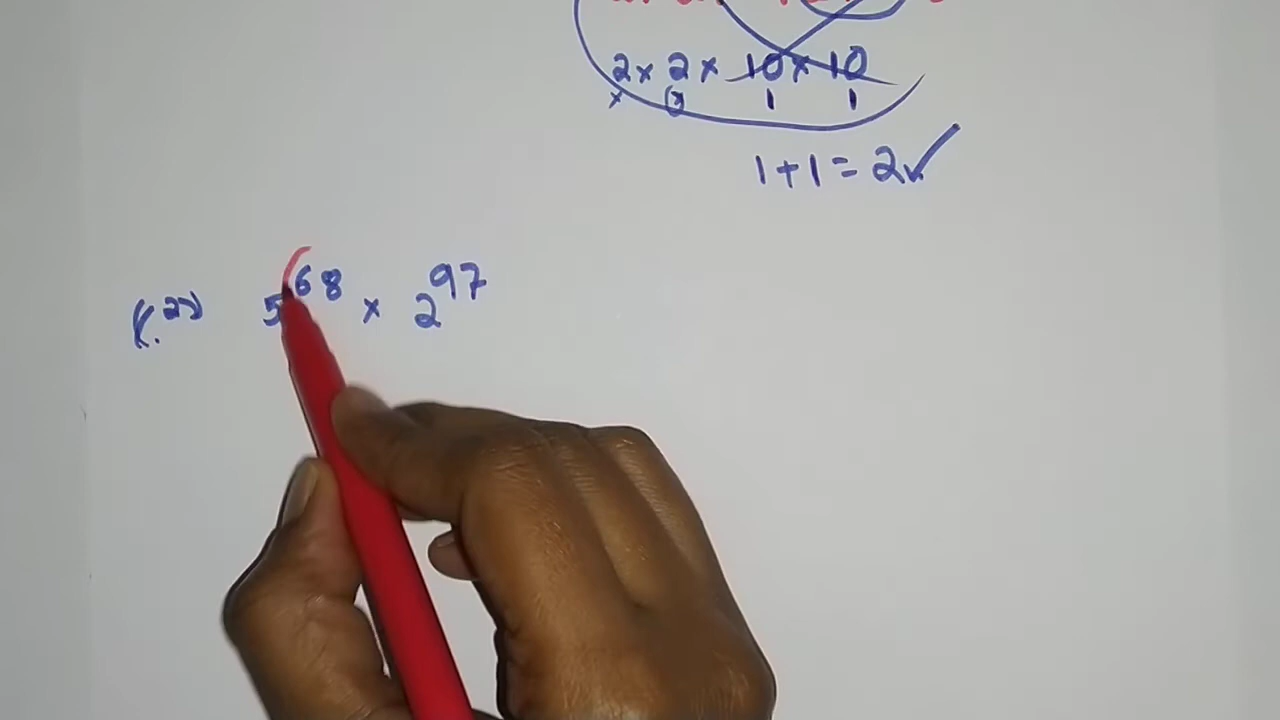 2 x 2 x 10 x 10
1 1
1 + 1 = 2 ✓
5^68 x 2^97